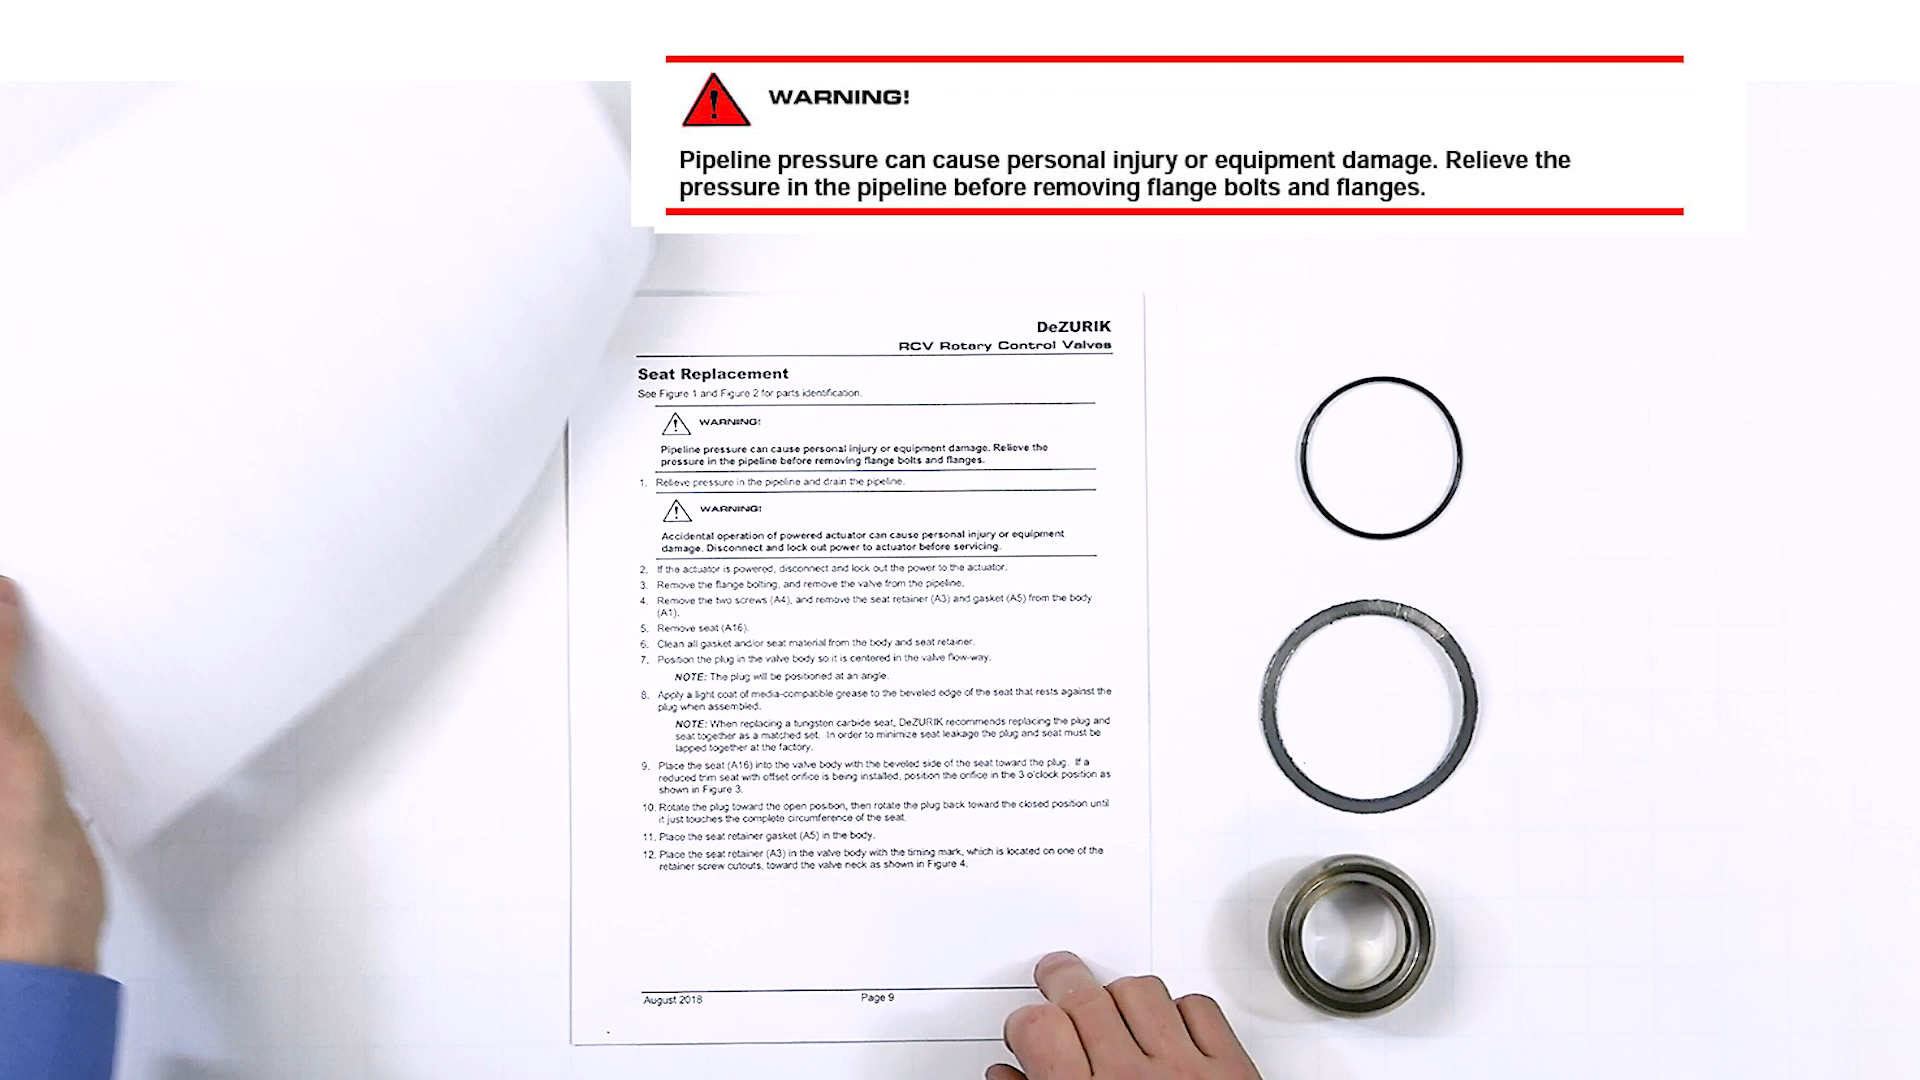 WARNING!
Pipeline pressure can cause personal injury or equipment damage. Relieve the
pressure in the pipeline before removing flange bolts and flanges.
DeZURIK
RCV Rotary Control Valves
Seat Replacement
See Figure 1 and Figure 2 for parts identification.
WARNING!
Pipeline pressure can cause personal injury or equipment damage. Relieve the
pressure in the pipeline before removing flange bolts and flanges.
1. Relieve pressure in the pipeline and drain the pipeline.
WARNING!
Accidental operation of powered actuator can cause personal injury or equipment
damage. Disconnect and lock out power to actuator before servicing.
2. If the actuator is powered, disconnect and lock out the power to the actuator.
3. Remove the flange bolting, and remove the valve from the pipeline.
4. Remove the two screws (A4), and remove the seat retainer (A3) and gasket (A5) from the body
(A1).
5. Remove seat (A16).
6. Clean all gasket and/or seat material from the body and seat retainer.
7. Position the plug in the valve body so it is centered in the valve flow-way.
NOTE: The plug will be positioned at an angle.
8. Apply a light coat of media-compatible grease to the beveled edge of the seat that rests against the
plug when assembled.
NOTE: When replacing a tungsten carbide seat, DeZURIK recommends replacing the plug and
seat together as a matched set. In order to minimize seat leakage the plug and seat must be
lapped together at the factory.
9. Place the seat (A16) into the valve body with the beveled side of the seat toward the plug. If a
reduced trim seat with offset orifice is being installed, position the orifice in the 3 o'clock position as
shown in Figure 3.
10. Rotate the plug toward the open position, then rotate the plug back toward the closed position until
it just touches the complete circumference of the seat.
11. Place the seat retainer gasket (A5) in the body.
12. Place the seat retainer (A3) in the valve body with the timing mark, which is located on one of the
retainer screw cutouts, toward the valve neck as shown in Figure 4.
August 2018 Page 9